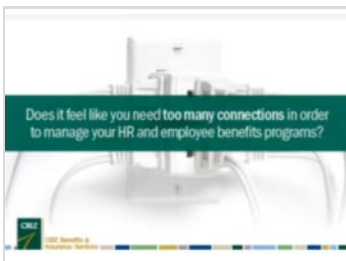 Does it feel like you need too many connections in order
to manage your HR and employee benefits programs?
CBIZ
CBIZ Benefits &
Insurance Services